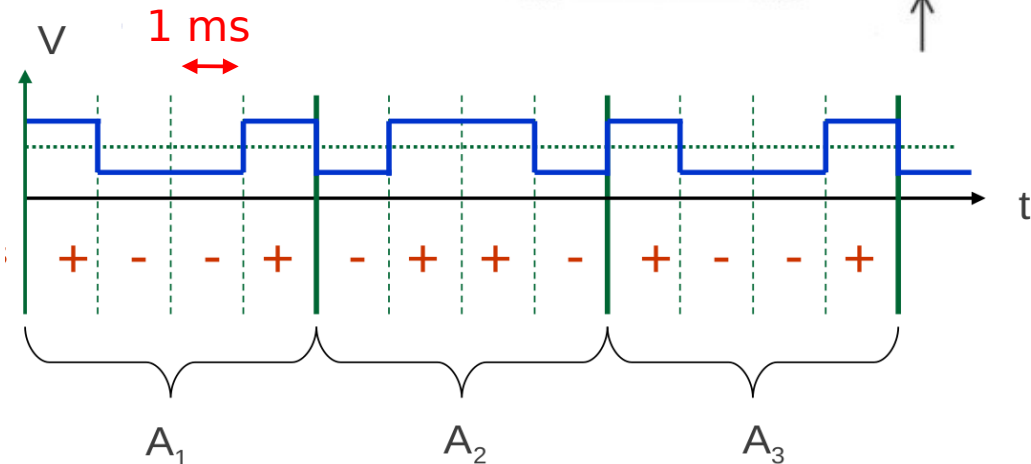 1 ms
V
t
+ - - + - + + - + - - +
A₁ A₂ A₃